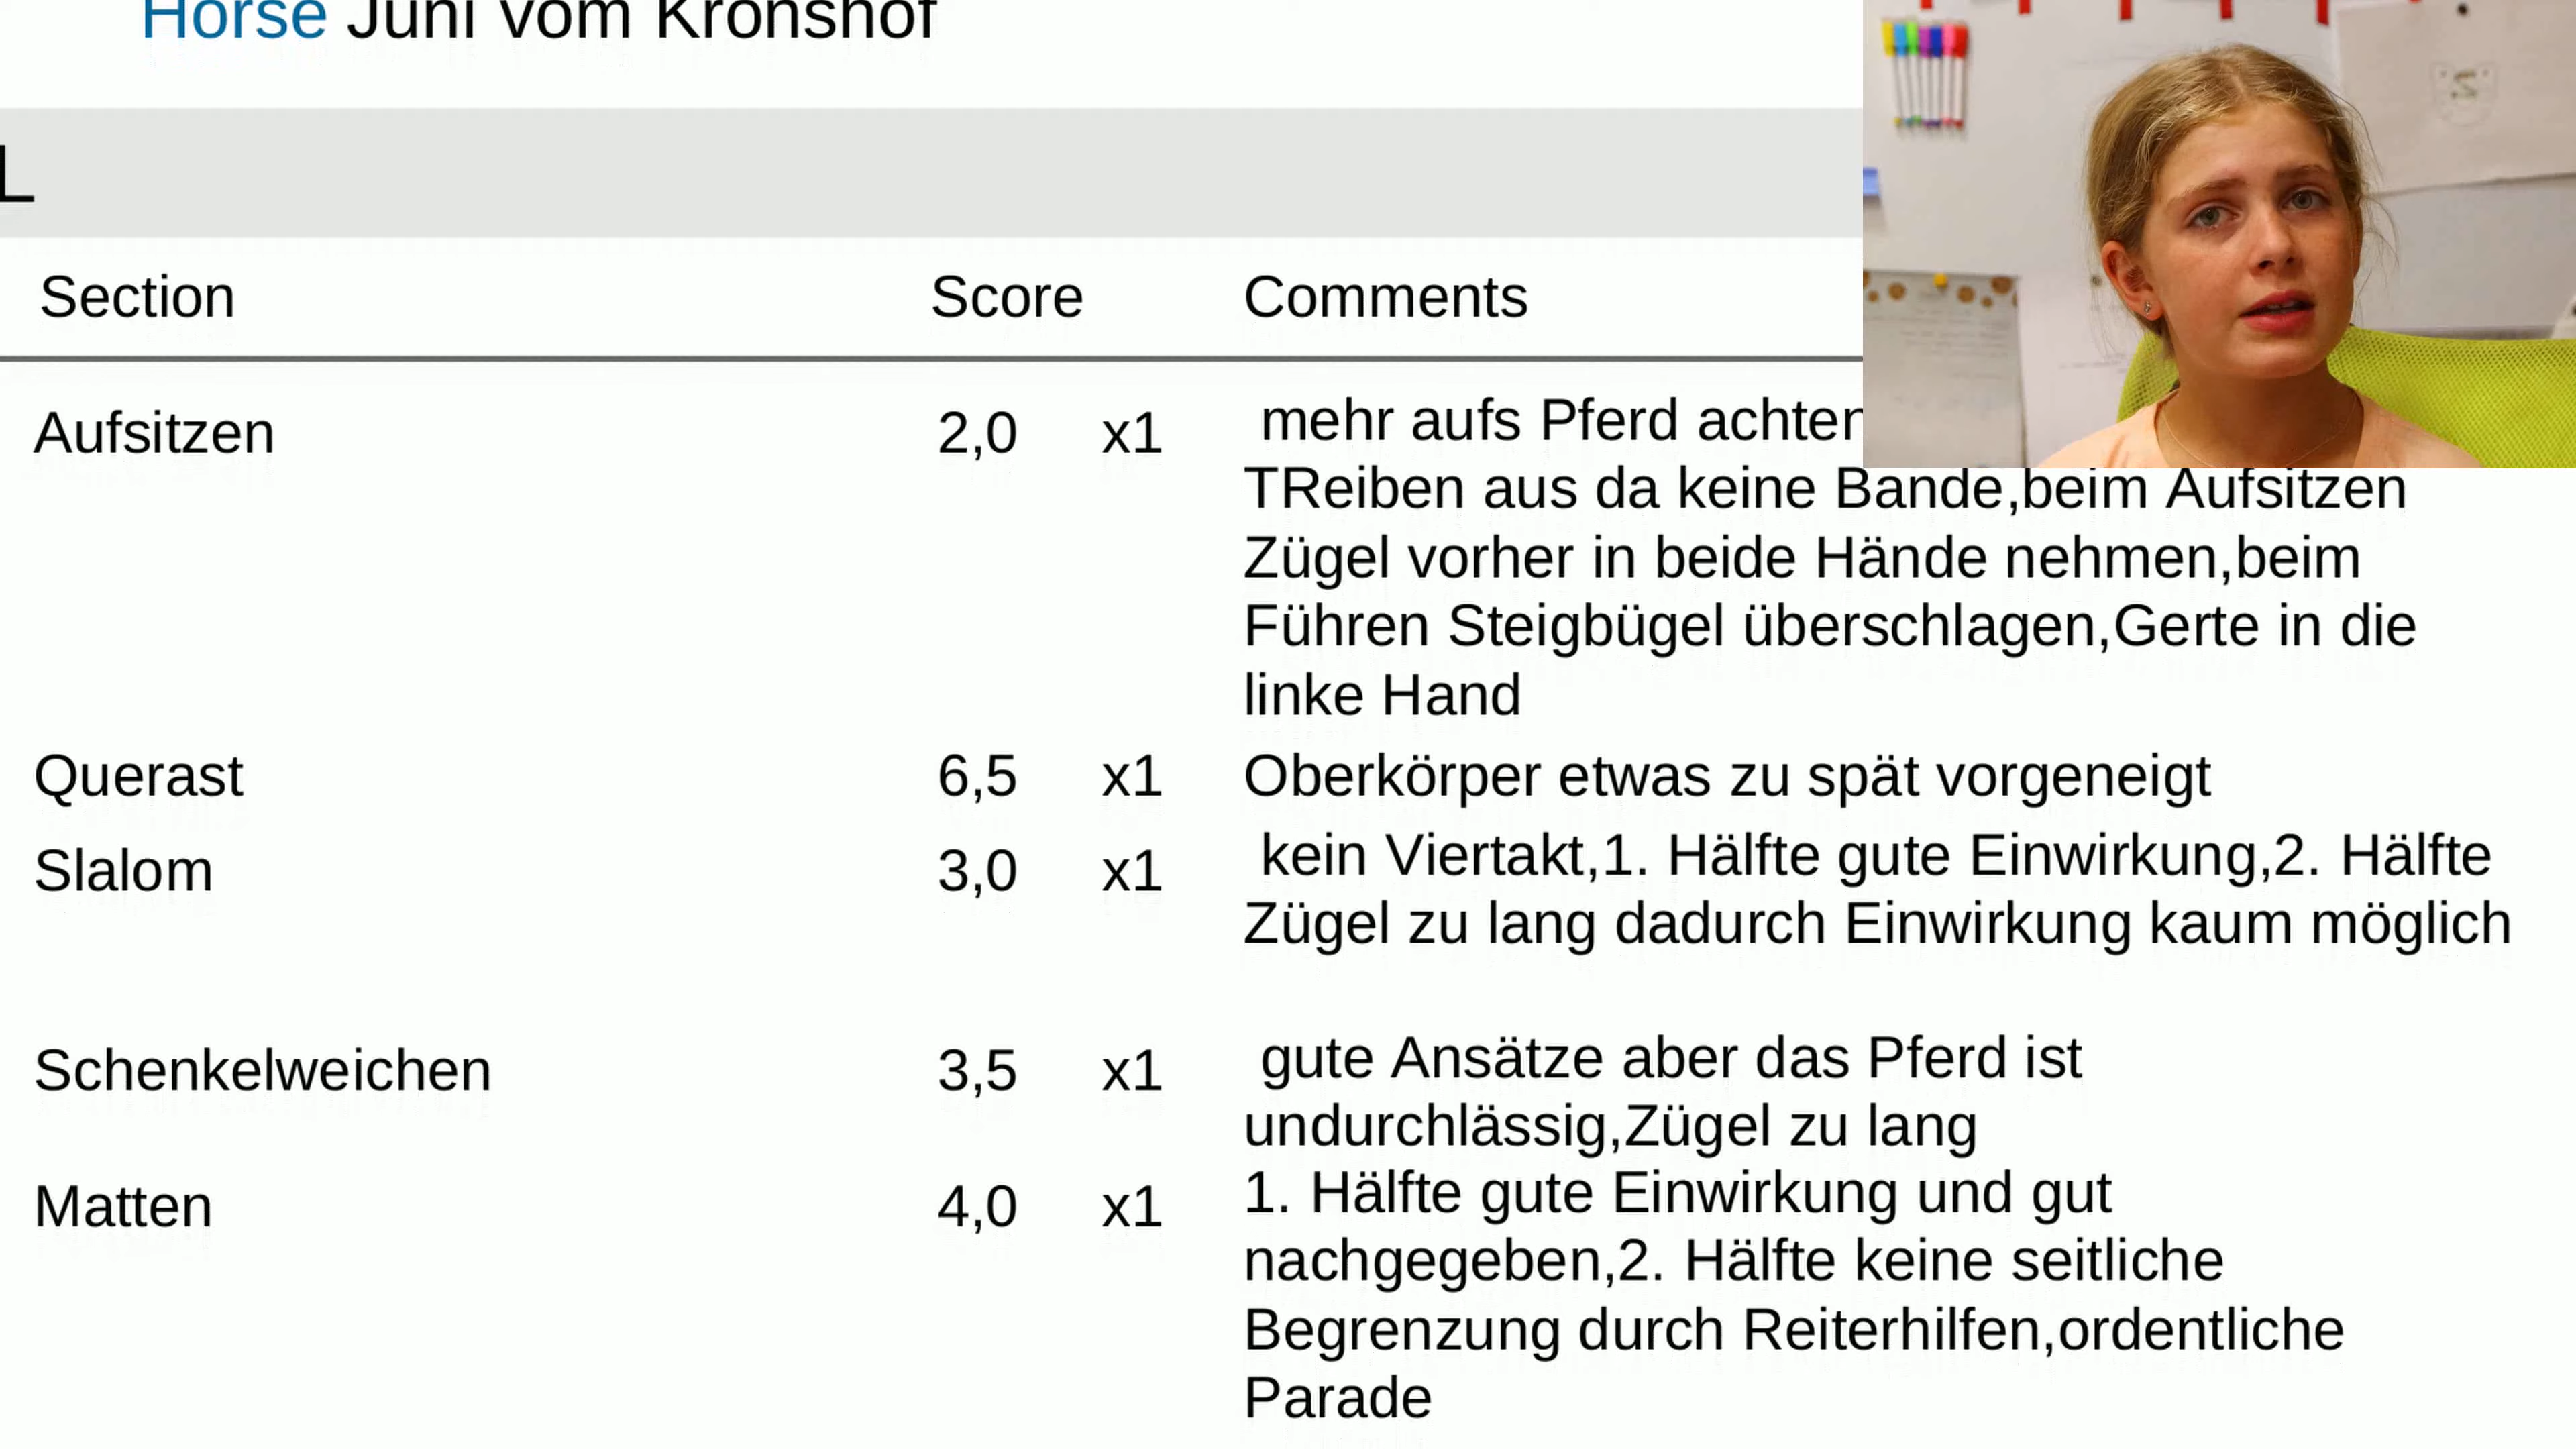 Horse Juni vom Kronshof
L
Section Score Comments
Aufsitzen 2,0 x1 mehr aufs Pferd achten
TReiben aus da keine Bande,beim Aufsitzen
Zügel vorher in beide Hände nehmen,beim
Führen Steigbügel überschlagen,Gerte in die
linke Hand
Querast 6,5 x1 Oberkörper etwas zu spät vorgeneigt
Slalom 3,0 x1 kein Viertakt,1. Hälfte gute Einwirkung,2. Hälfte
Zügel zu lang dadurch Einwirkung kaum möglich
Schenkelweichen 3,5 x1 gute Ansätze aber das Pferd ist
undurchlässig,Zügel zu lang
Matten 4,0 x1 1. Hälfte gute Einwirkung und gut
nachgegeben,2. Hälfte keine seitliche
Begrenzung durch Reiterhilfen,ordentliche
Parade